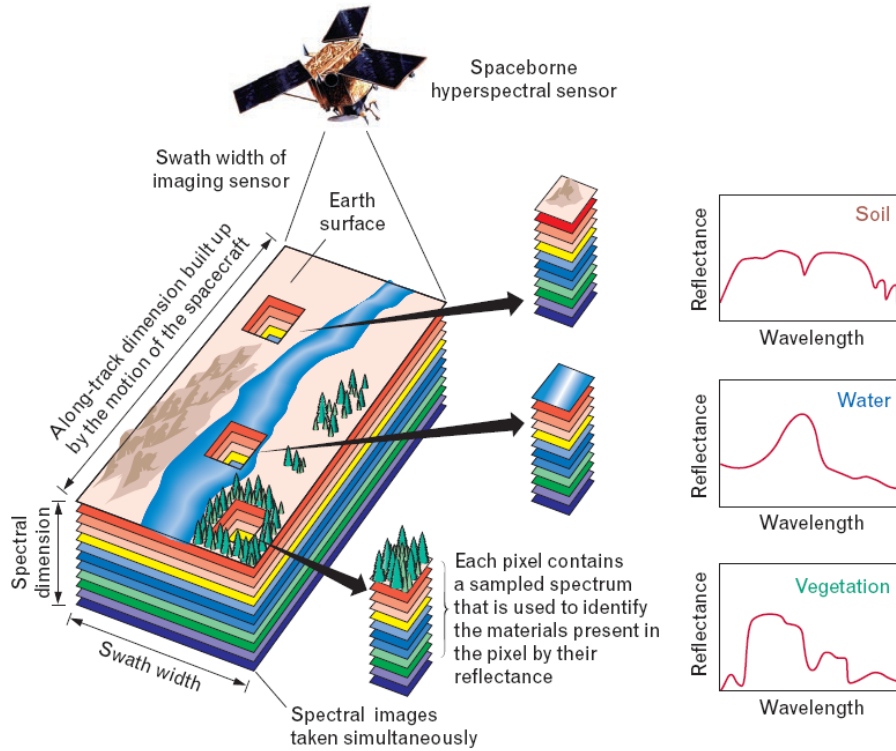 Spaceborne
hyperspectral sensor
Swath width of
imaging sensor
Earth
surface
Along-track dimension built up
by the motion of the spacecraft
Spectral
dimension
Swath width
Spectral images
taken simultaneously
Each pixel contains
a sampled spectrum
that is used to identify
the materials present in
the pixel by their
reflectance
Soil
Reflectance
Wavelength
Water
Reflectance
Wavelength
Vegetation
Reflectance
Wavelength